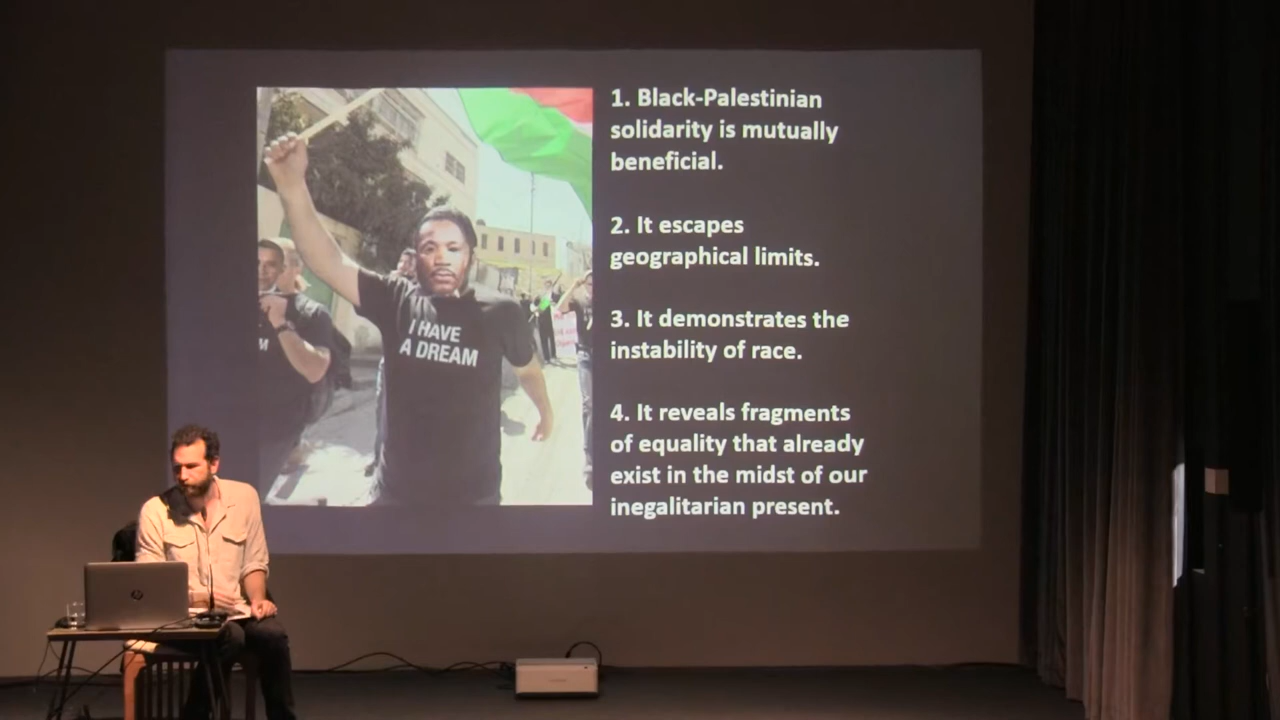 1. Black-Palestinian
solidarity is mutually
beneficial.
2. It escapes
geographical limits.
3. It demonstrates the
instability of race.
4. It reveals fragments
of equality that already
exist in the midst of our
inegalitarian present.
I HAVE
A DREAM
M
hp